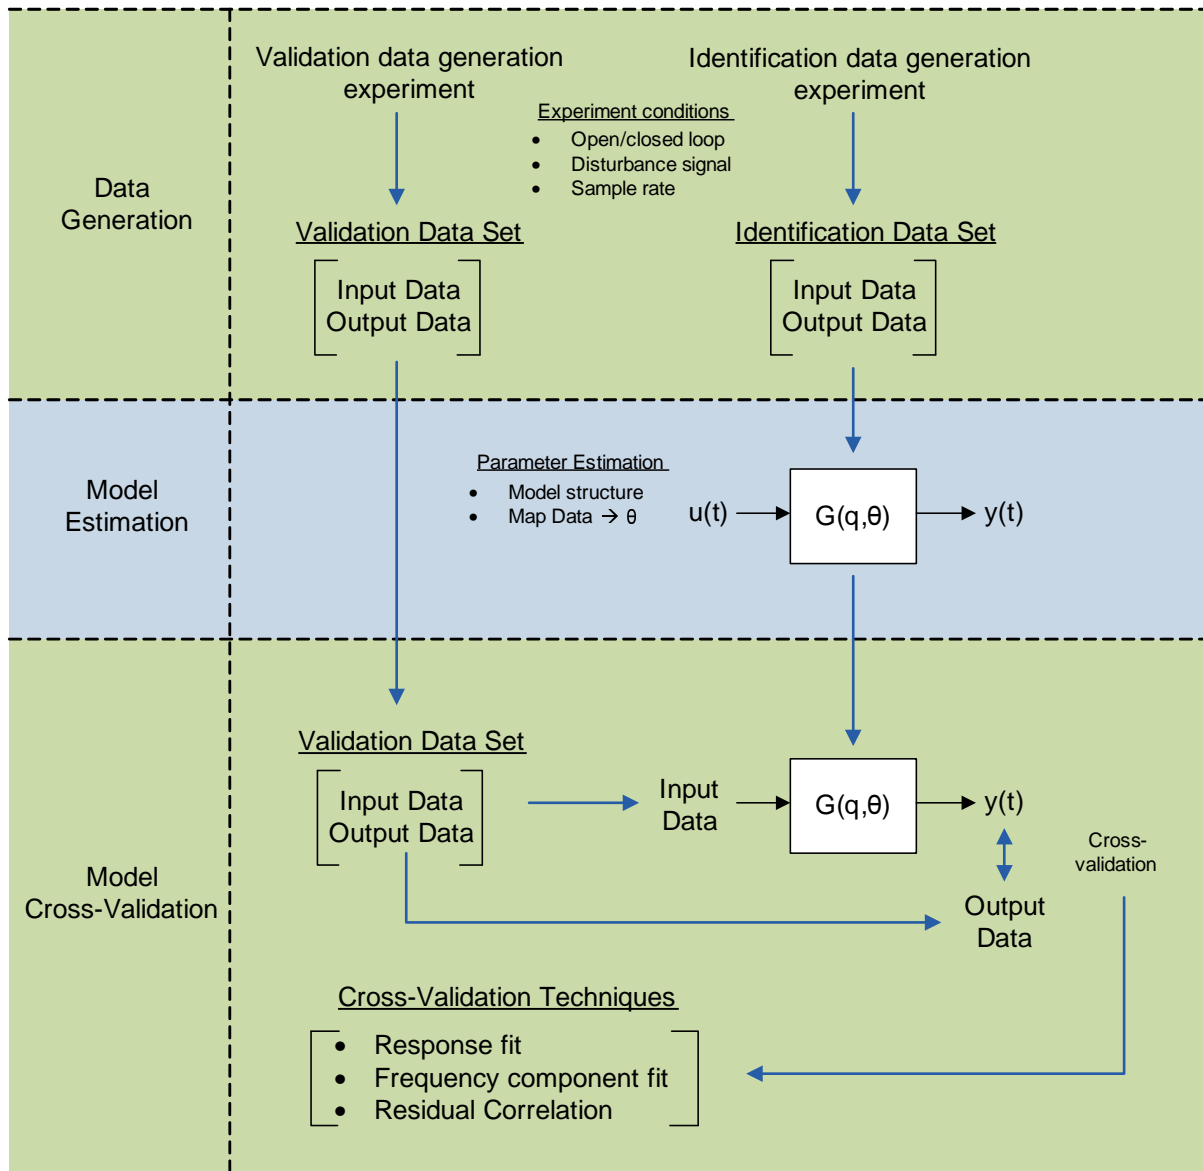 Data
Generation
Validation data generation
experiment
Identification data generation
experiment
Experiment conditions
• Open/closed loop
• Disturbance signal
• Sample rate
Validation Data Set
Input Data
Output Data
Identification Data Set
Input Data
Output Data
Model
Estimation
Parameter Estimation
• Model structure
• Map Data → θ
u(t)
G(q,θ)
y(t)
Model
Cross-Validation
Validation Data Set
Input Data
Output Data
Input
Data
G(q,θ)
y(t)
Cross-
validation
Output
Data
Cross-Validation Techniques
• Response fit
• Frequency component fit
• Residual Correlation